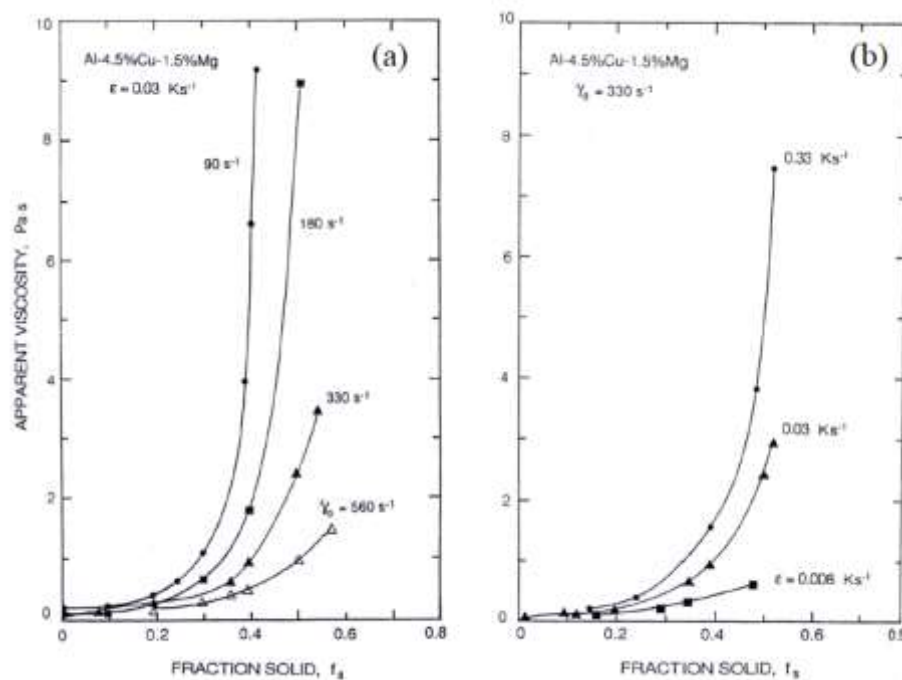 (a)
Al-4.5%Cu-1.5%Mg
ε = 0.03 Ks⁻¹
90 s⁻¹
180 s⁻¹
330 s⁻¹
γ̇₀ = 560 s⁻¹
APPARENT VISCOSITY, Pa s
10
8
6
4
2
0
0 0.2 0.4 0.6 0.8
FRACTION SOLID, fₛ
(b)
Al-4.5%Cu-1.5%Mg
γ̇₀ = 330 s⁻¹
0.33 Ks⁻¹
0.03 Ks⁻¹
ε = 0.008 Ks⁻¹
10
8
6
4
2
0
0 0.2 0.4 0.6 0.8
FRACTION SOLID, fₛ